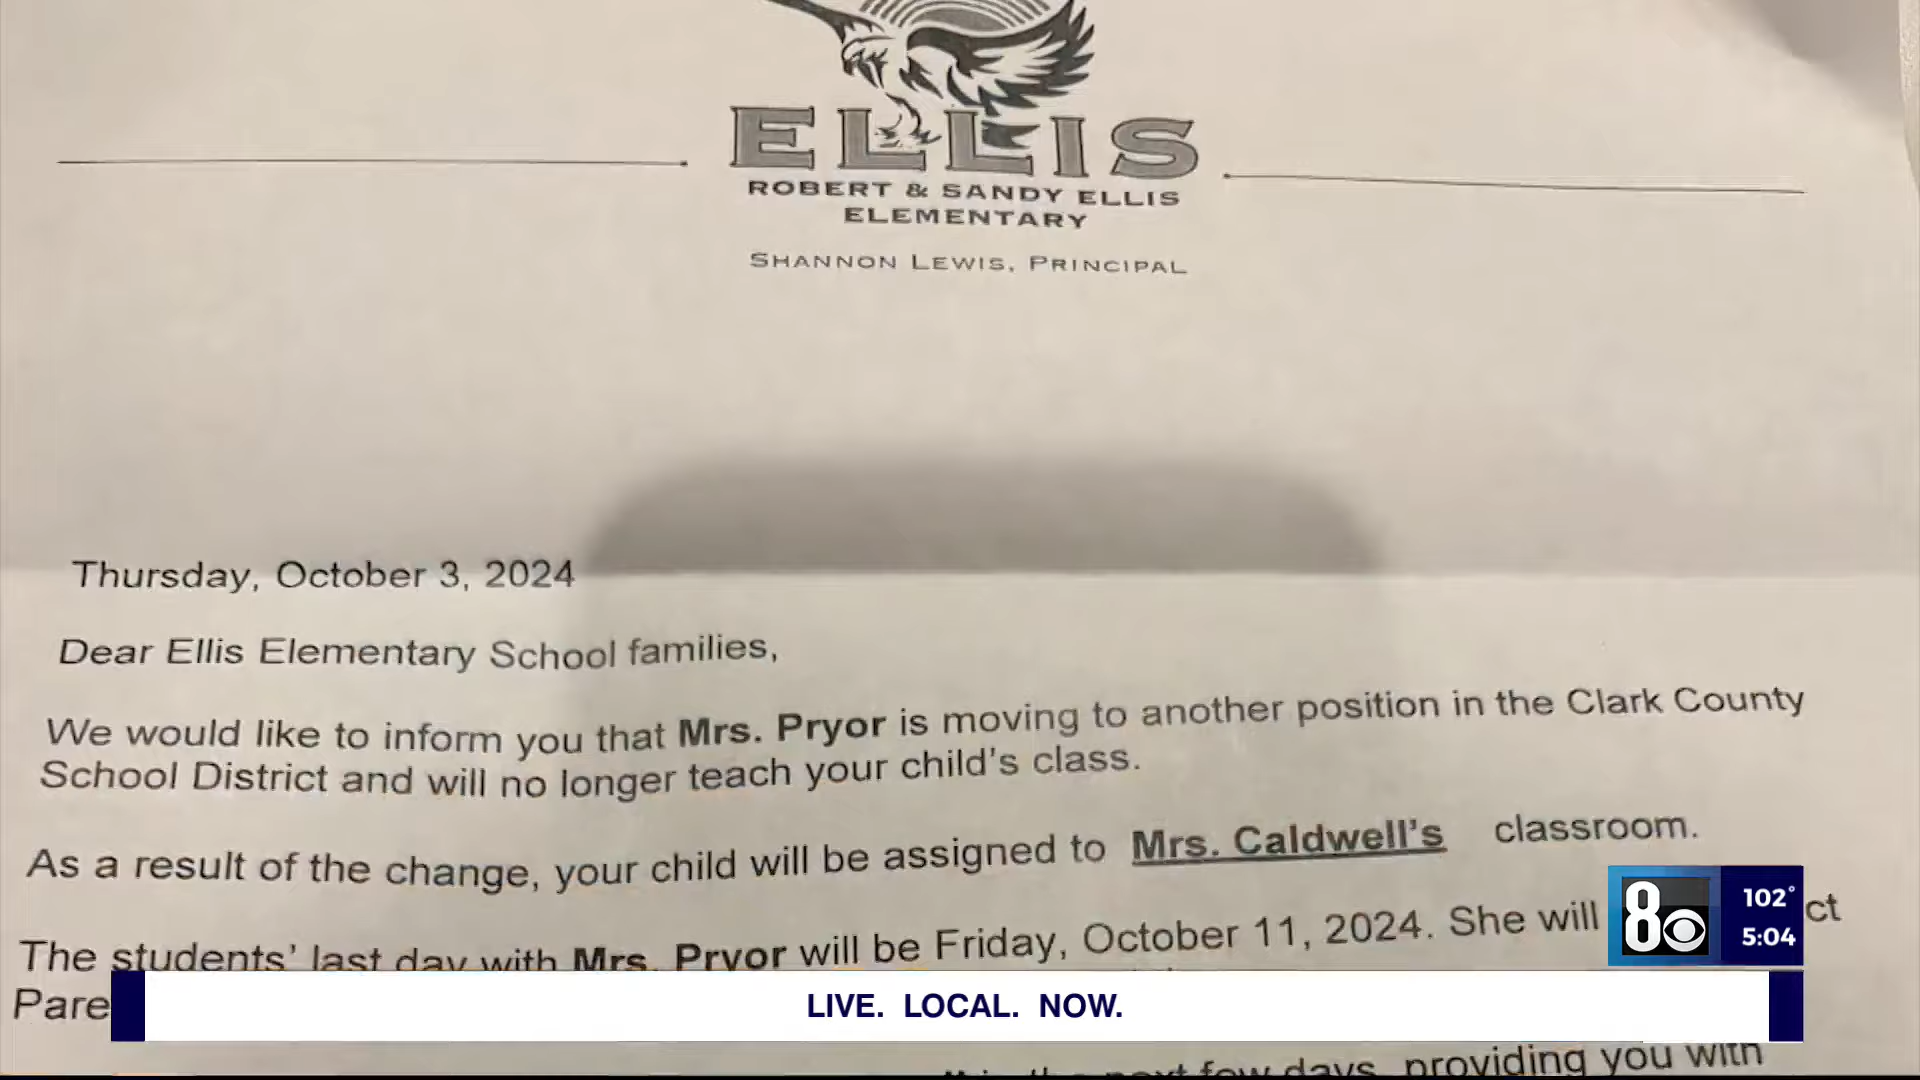 ELLIS
ROBERT & SANDY ELLIS
ELEMENTARY
SHANNON LEWIS, PRINCIPAL
Thursday, October 3, 2024
Dear Ellis Elementary School families,
We would like to inform you that Mrs. Pryor is moving to another position in the Clark County
School District and will no longer teach your child's class.
As a result of the change, your child will be assigned to Mrs. Caldwell's classroom.
The students' last day with Mrs. Pryor will be Friday, October 11, 2024. She will ct
Pare
next few days, providing you with
8
102°
5:04
LIVE. LOCAL. NOW.